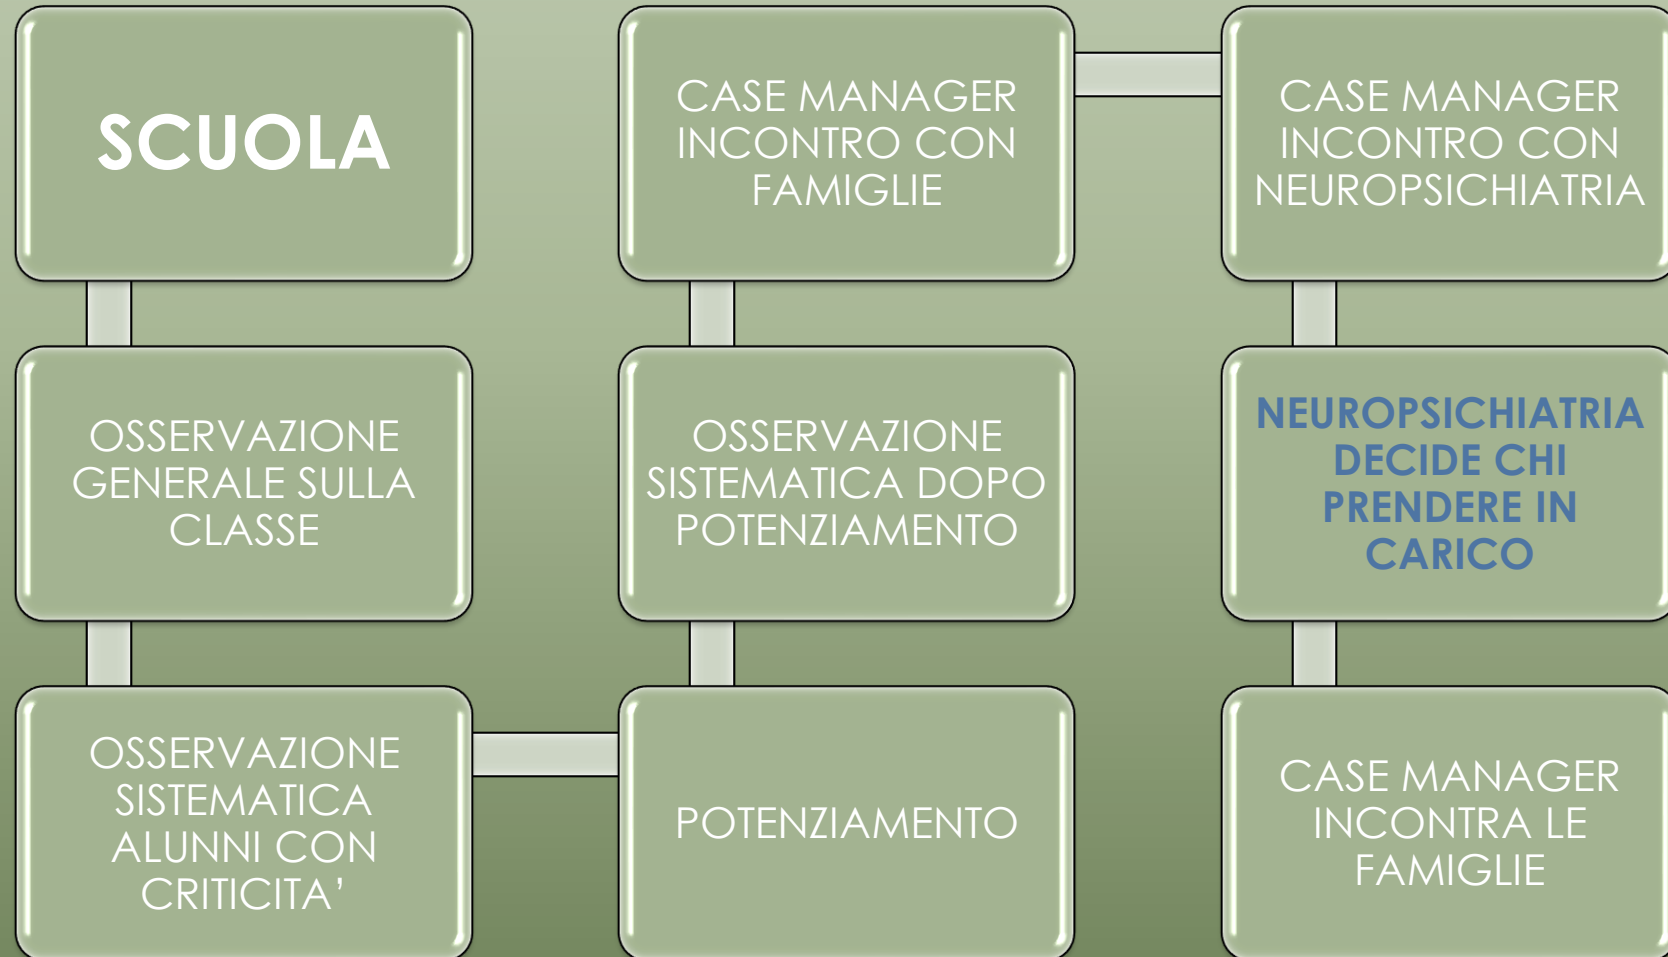 SCUOLA
OSSERVAZIONE
GENERALE SULLA
CLASSE
OSSERVAZIONE
SISTEMATICA
ALUNNI CON
CRITICITA’
POTENZIAMENTO
OSSERVAZIONE
SISTEMATICA DOPO
POTENZIAMENTO
CASE MANAGER
INCONTRO CON
FAMIGLIE
CASE MANAGER
INCONTRO CON
NEUROPSICHIATRIA
NEUROPSICHIATRIA
DECIDE CHI
PRENDERE IN
CARICO
CASE MANAGER
INCONTRA LE
FAMIGLIE